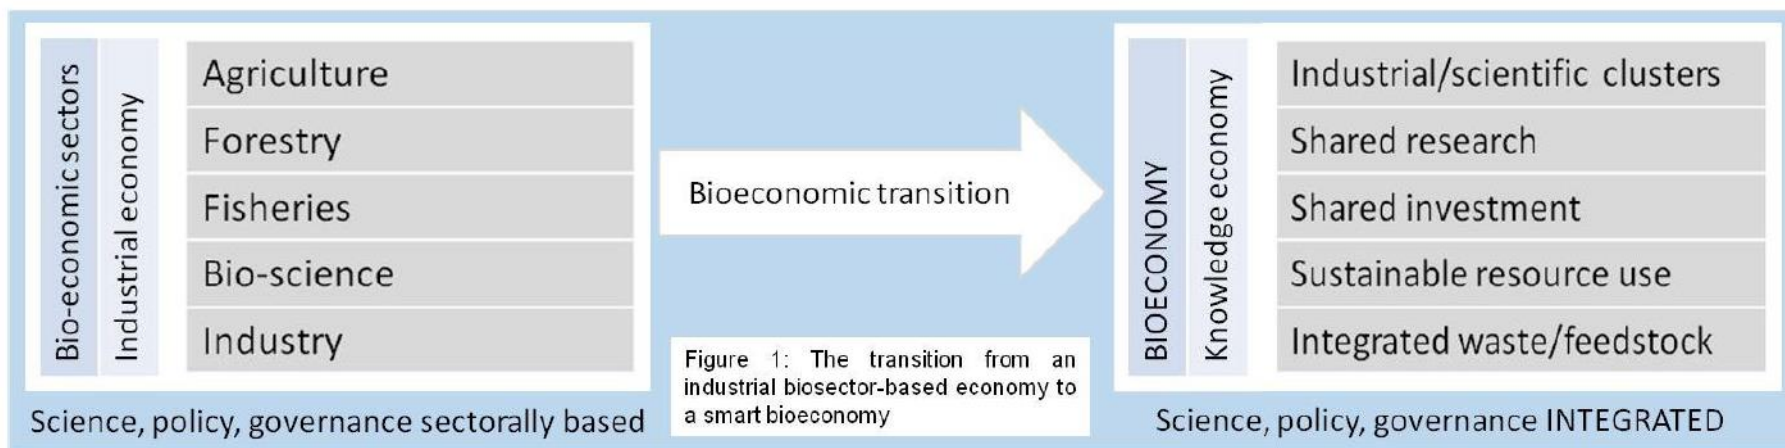 Bio-economic sectors
Industrial economy
Agriculture
Forestry
Fisheries
Bio-science
Industry
Science, policy, governance sectorally based
Bioeconomic transition
Figure 1: The transition from an
industrial biosector-based economy to
a smart bioeconomy
BIOECONOMY
Knowledge economy
Industrial/scientific clusters
Shared research
Shared investment
Sustainable resource use
Integrated waste/feedstock
Science, policy, governance INTEGRATED